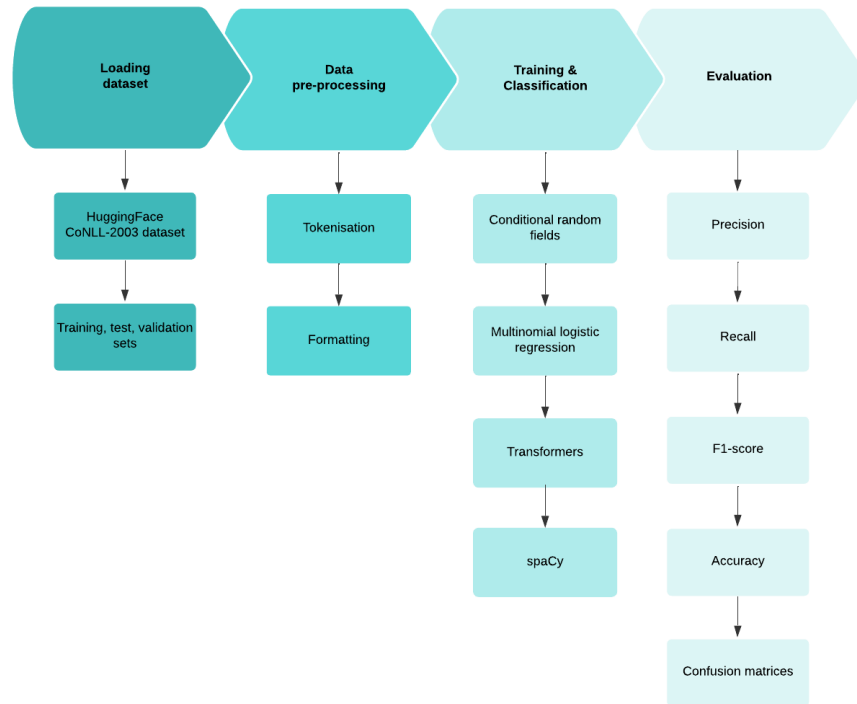 Loading
dataset
Data
pre-processing
Training &
Classification
Evaluation
HuggingFace
CoNLL-2003 dataset
Training, test, validation
sets
Tokenisation
Formatting
Conditional random
fields
Multinomial logistic
regression
Transformers
spaCy
Precision
Recall
F1-score
Accuracy
Confusion matrices